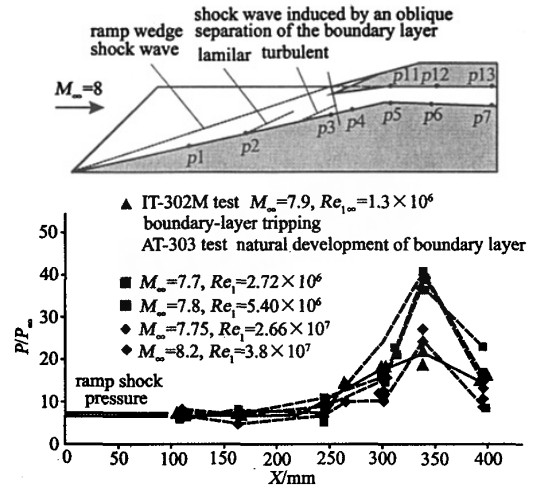 shock wave induced by an oblique
ramp wedge separation of the boundary layer
shock wave lamilar turbulent
M∞=8
p11 p12 p13
p1 p2 p3 p4 p5 p6 p7
▲ IT-302M test M∞=7.9, Re1∞=1.3×10⁶
boundary-layer tripping
AT-303 test natural development of boundary layer
■ M∞=7.7, Re1=2.72×10⁶
■ M∞=7.8, Re1=5.40×10⁶
◆ M∞=7.75, Re1=2.66×10⁷
◆ M∞=8.2, Re1=3.8×10⁷
ramp shock
pressure
P/P∞
50
40
30
20
10
0
0 50 100 150 200 250 300 350 400
X/mm